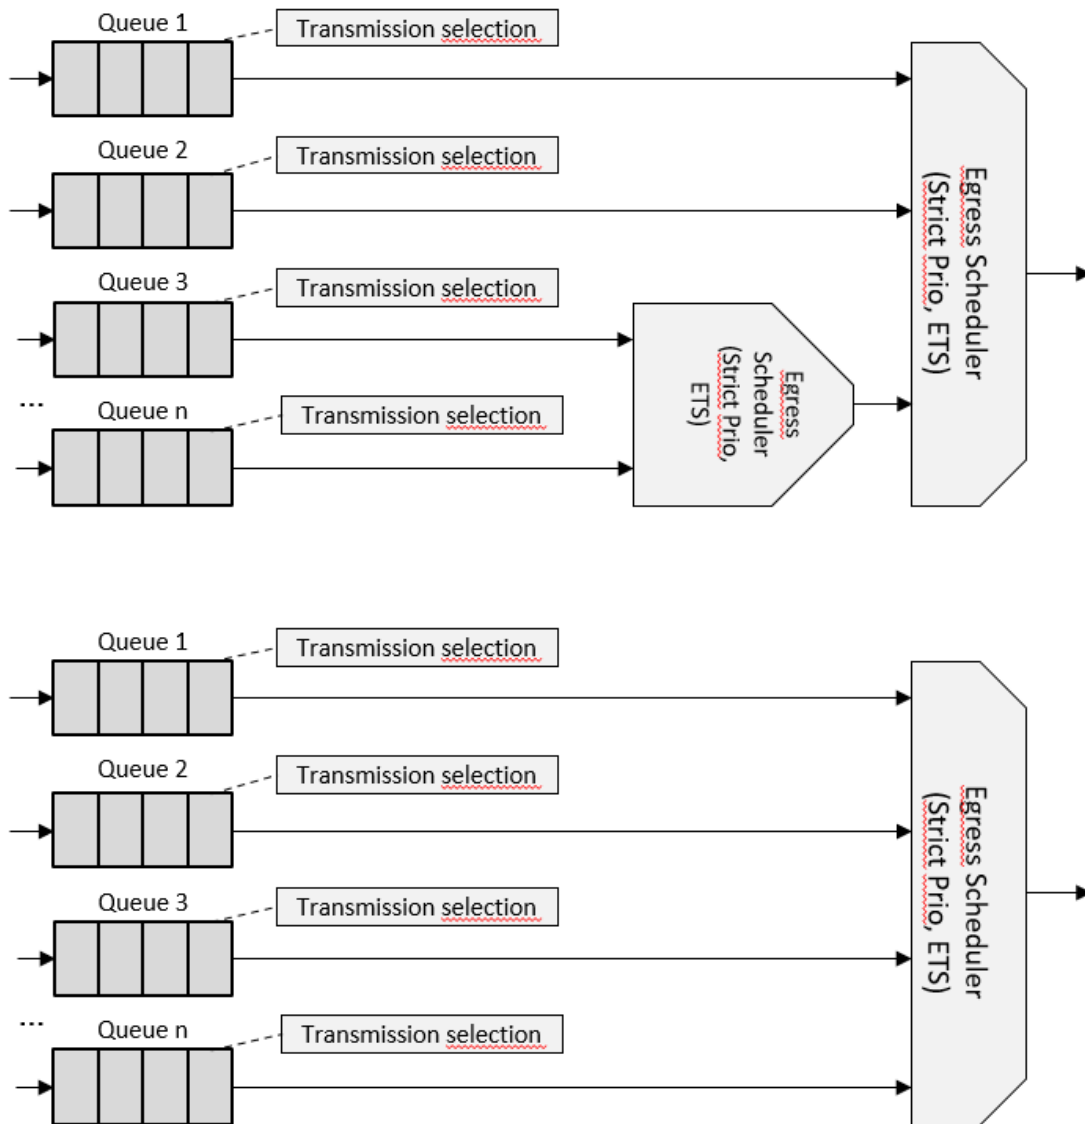 Queue 1
Transmission selection
Queue 2
Transmission selection
Queue 3
Transmission selection
...
Queue n
Transmission selection
Egress
Scheduler
(Strict Prio,
ETS)
Egress Scheduler
(Strict Prio, ETS)
Queue 1
Transmission selection
Queue 2
Transmission selection
Queue 3
Transmission selection
...
Queue n
Transmission selection
Egress Scheduler
(Strict Prio, ETS)